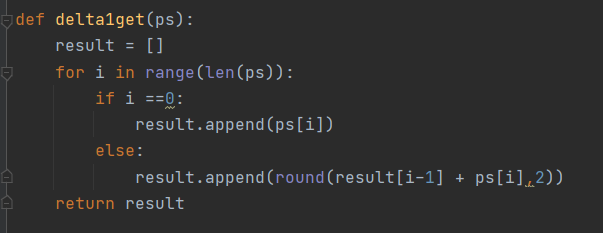 def delta1get(ps):
    result = []
    for i in range(len(ps)):
        if i ==0:
            result.append(ps[i])
        else:
            result.append(round(result[i-1] + ps[i],2))
    return result